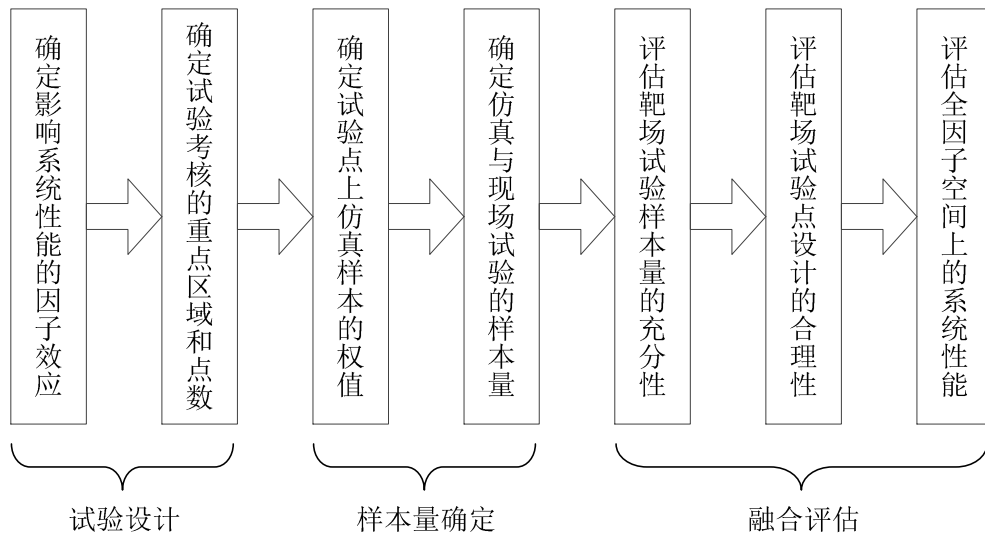 确定影响系统性能的因子效应
确定试验考核的重点区域和点数
确定试验点上仿真样本的权值
确定仿真与现场试验的样本量
评估靶场试验样本量的充分性
评估靶场试验点设计的合理性
评估全因子空间上的系统性能
试验设计
样本量确定
融合评估